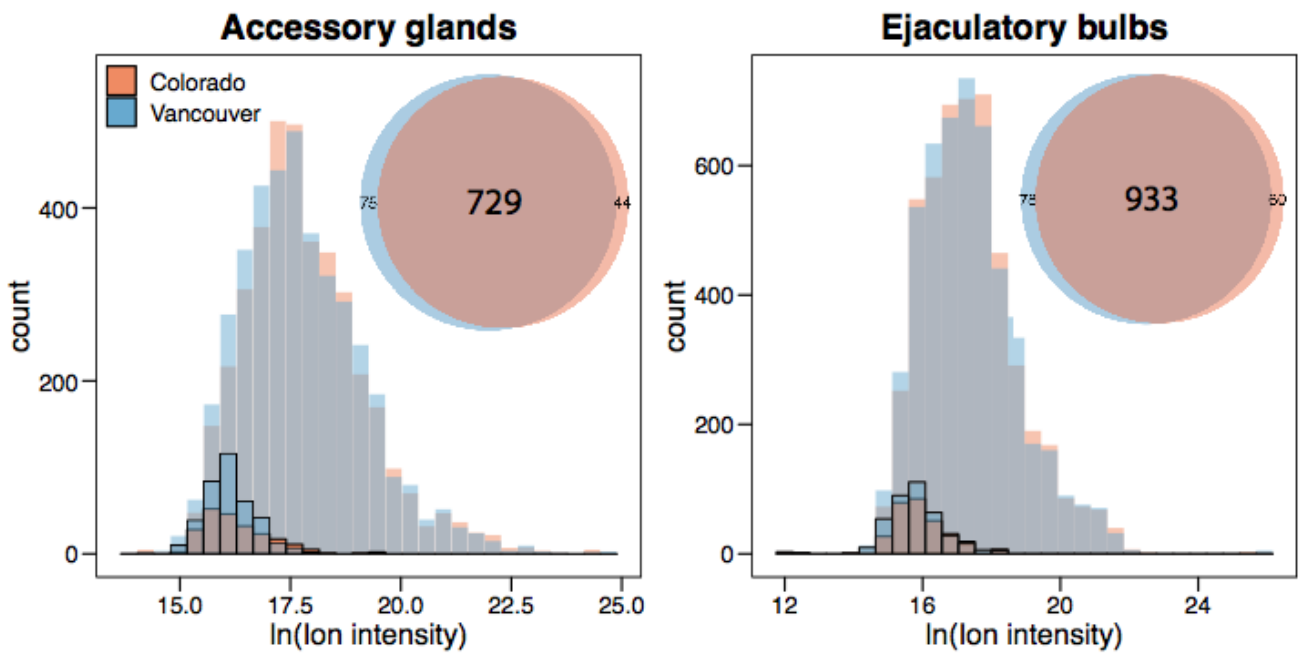 Accessory glands
Colorado
Vancouver
75
729
44
count
400
200
0
15.0
17.5
20.0
22.5
25.0
ln(Ion intensity)
Ejaculatory bulbs
78
933
60
count
600
400
200
0
12
16
20
24
ln(Ion intensity)